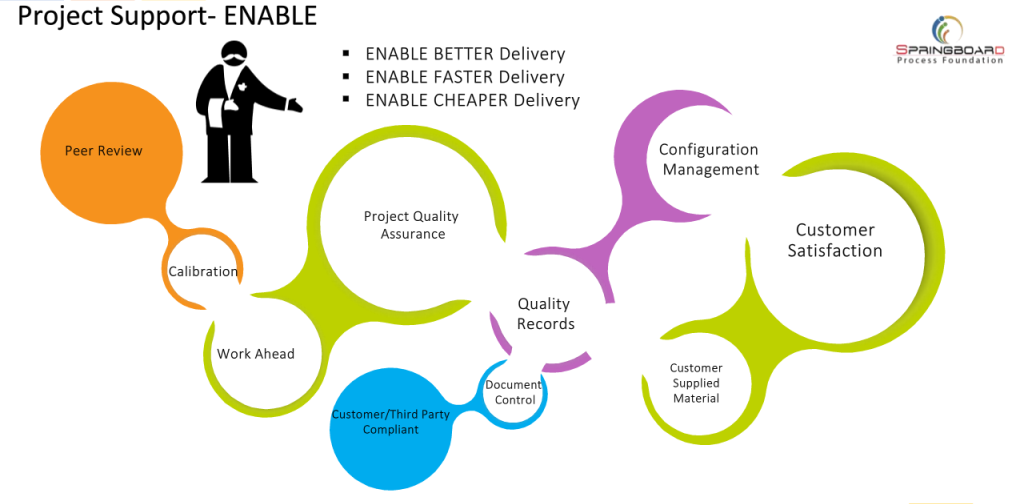 Project Support- ENABLE
ENABLE BETTER Delivery
ENABLE FASTER Delivery
ENABLE CHEAPER Delivery
SPRINGBOARD
Process Foundation
Peer Review
Calibration
Work Ahead
Project Quality
Assurance
Customer/Third Party
Compliant
Document
Control
Quality
Records
Configuration
Management
Customer
Satisfaction
Customer
Supplied
Material